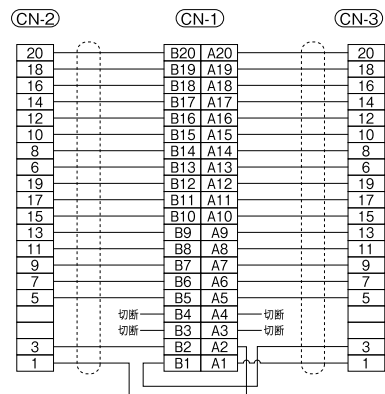 CN-2 CN-1 CN-3
20 B20 A20 20
18 B19 A19 18
16 B18 A18 16
14 B17 A17 14
12 B16 A16 12
10 B15 A15 10
8 B14 A14 8
6 B13 A13 6
19 B12 A12 19
17 B11 A11 17
15 B10 A10 15
13 B9 A9 13
11 B8 A8 11
9 B7 A7 9
7 B6 A6 7
5 B5 A5 5
切断 B4 A4 切断
切断 B3 A3 切断
3 B2 A2 3
1 B1 A1 1